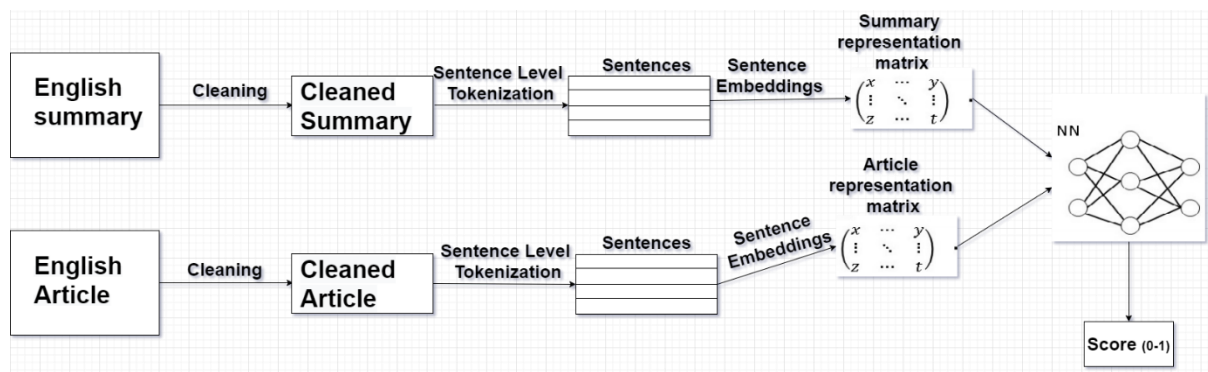 English
summary
Cleaning
Cleaned
Summary
Sentence Level
Tokenization
Sentences
Sentence
Embeddings
Summary
representation
matrix
x ... y
⋮ ⋱ ⋮
z ... t
NN
English
Article
Cleaning
Cleaned
Article
Sentence Level
Tokenization
Sentences
Sentence
Embeddings
Article
representation
matrix
x ... y
⋮ ⋱ ⋮
z ... t
Score (0-1)